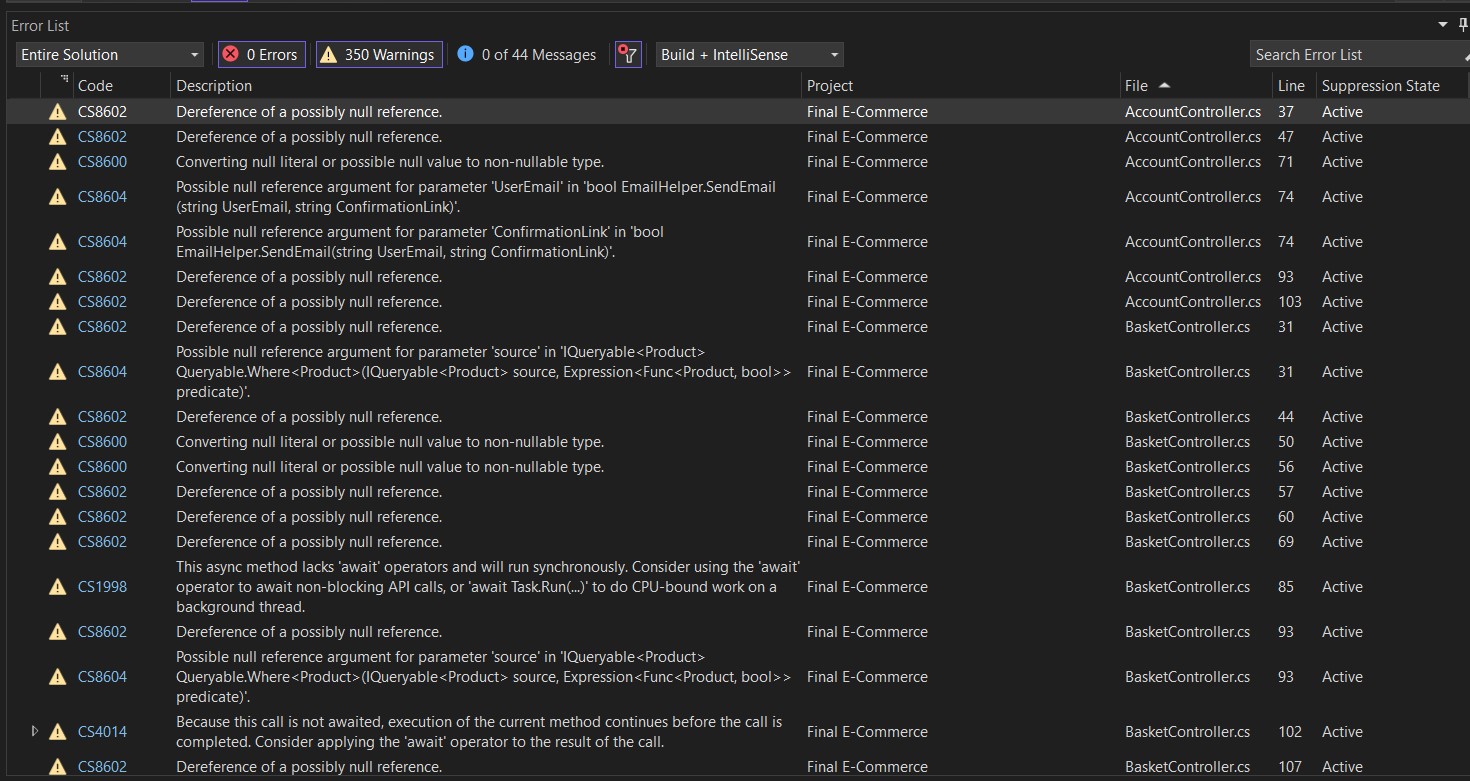 Error List
Entire Solution 0 Errors 350 Warnings 0 of 44 Messages Build + IntelliSense Search Error List
Code Description Project File Line Suppression State
CS8602 Dereference of a possibly null reference. Final E-Commerce AccountController.cs 37 Active
CS8602 Dereference of a possibly null reference. Final E-Commerce AccountController.cs 47 Active
CS8600 Converting null literal or possible null value to non-nullable type. Final E-Commerce AccountController.cs 71 Active
Possible null reference argument for parameter 'UserEmail' in 'bool EmailHelper.SendEmail
CS8604 (string UserEmail, string ConfirmationLink)'. Final E-Commerce AccountController.cs 74 Active
Possible null reference argument for parameter 'ConfirmationLink' in 'bool
CS8604 EmailHelper.SendEmail(string UserEmail, string ConfirmationLink)'. Final E-Commerce AccountController.cs 74 Active
CS8602 Dereference of a possibly null reference. Final E-Commerce AccountController.cs 93 Active
CS8602 Dereference of a possibly null reference. Final E-Commerce AccountController.cs 103 Active
CS8602 Dereference of a possibly null reference. Final E-Commerce BasketController.cs 31 Active
Possible null reference argument for parameter 'source' in 'IQueryable<Product>
CS8604 Queryable.Where<Product>(IQueryable<Product> source, Expression<Func<Product, bool>> Final E-Commerce BasketController.cs 31 Active
predicate)'.
CS8602 Dereference of a possibly null reference. Final E-Commerce BasketController.cs 44 Active
CS8600 Converting null literal or possible null value to non-nullable type. Final E-Commerce BasketController.cs 50 Active
CS8600 Converting null literal or possible null value to non-nullable type. Final E-Commerce BasketController.cs 56 Active
CS8602 Dereference of a possibly null reference. Final E-Commerce BasketController.cs 57 Active
CS8602 Dereference of a possibly null reference. Final E-Commerce BasketController.cs 60 Active
CS8602 Dereference of a possibly null reference. Final E-Commerce BasketController.cs 69 Active
This async method lacks 'await' operators and will run synchronously. Consider using the 'await'
CS1998 operator to await non-blocking API calls, or 'await Task.Run(...)' to do CPU-bound work on a Final E-Commerce BasketController.cs 85 Active
background thread.
CS8602 Dereference of a possibly null reference. Final E-Commerce BasketController.cs 93 Active
Possible null reference argument for parameter 'source' in 'IQueryable<Product>
CS8604 Queryable.Where<Product>(IQueryable<Product> source, Expression<Func<Product, bool>> Final E-Commerce BasketController.cs 93 Active
predicate)'.
Because this call is not awaited, execution of the current method continues before the call is
CS4014 completed. Consider applying the 'await' operator to the result of the call. Final E-Commerce BasketController.cs 102 Active
CS8602 Dereference of a possibly null reference. Final E-Commerce BasketController.cs 107 Active